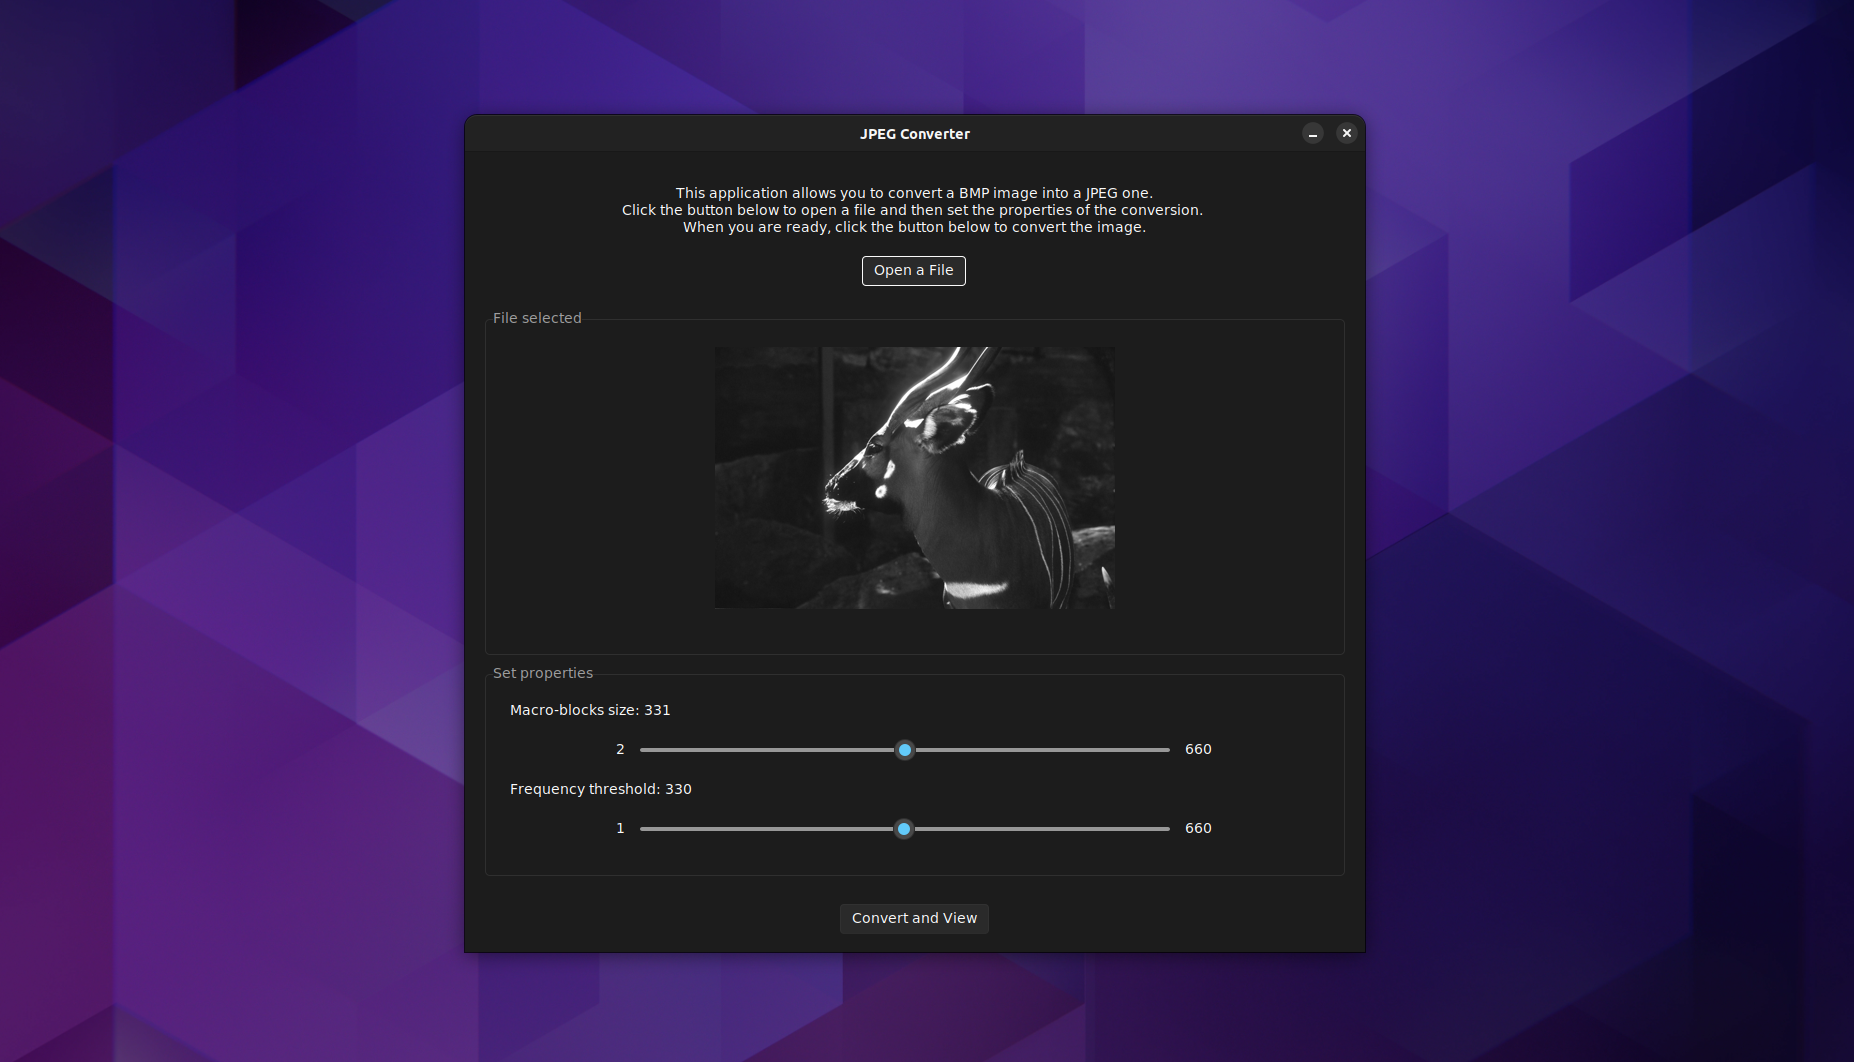 JPEG Converter
This application allows you to convert a BMP image into a JPEG one.
Click the button below to open a file and then set the properties of the conversion.
When you are ready, click the button below to convert the image.
Open a File
File selected
Set properties
Macro-blocks size: 331
2 660
Frequency threshold: 330
1 660
Convert and View